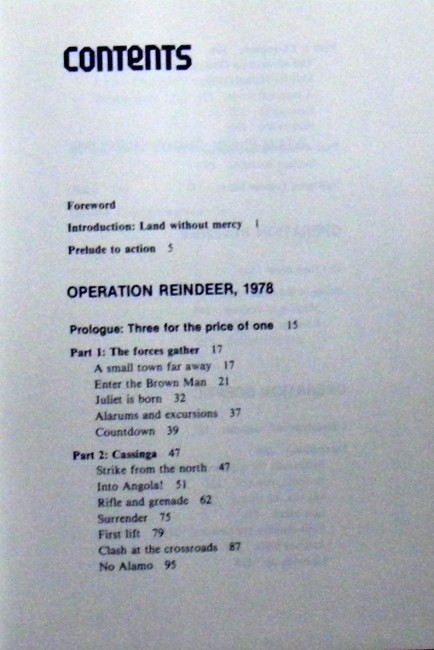 CONTENTS
Foreword
Introduction: Land without mercy 1
Prelude to action 5
OPERATION REINDEER, 1978
Prologue: Three for the price of one 15
Part 1: The forces gather 17
A small town far away 17
Enter the Brown Man 21
Juliet is born 32
Alarums and excursions 37
Countdown 39
Part 2: Cassinga 47
Strike from the north 47
Into Angola! 51
Rifle and grenade 62
Surrender 75
First lift 79
Clash at the crossroads 87
No Alamo 95